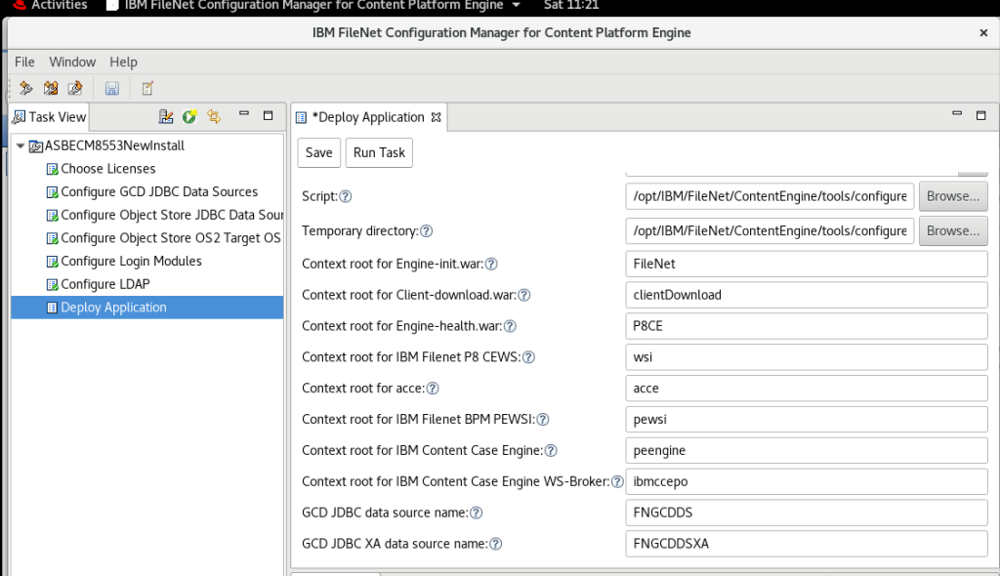 Activities IBM FileNet Configuration Manager for Content Platform Engine Sat 11:21
IBM FileNet Configuration Manager for Content Platform Engine
File Window Help
Task View
ASBECM8553NewInstall
Choose Licenses
Configure GCD JDBC Data Sources
Configure Object Store JDBC Data Sour
Configure Object Store OS2 Target OS
Configure Login Modules
Configure LDAP
Deploy Application
*Deploy Application
Save Run Task
Script: /opt/IBM/FileNet/ContentEngine/tools/configure Browse...
Temporary directory: /opt/IBM/FileNet/ContentEngine/tools/configure Browse...
Context root for Engine-init.war: FileNet
Context root for Client-download.war: clientDownload
Context root for Engine-health.war: P8CE
Context root for IBM Filenet P8 CEWS: wsi
Context root for acce: acce
Context root for IBM Filenet BPM PEWSI: pewsi
Context root for IBM Content Case Engine: peengine
Context root for IBM Content Case Engine WS-Broker: ibmccepo
GCD JDBC data source name: FNGCDDS
GCD JDBC XA data source name: FNGCDDSXA